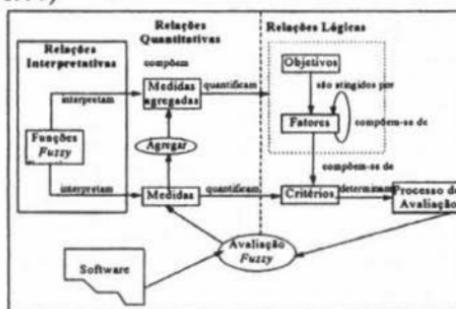 Relações
Quantitativas
Relações Lógicas
Relações
Interpretativas
compõem
Objetivos
Medidas
agregadas
interpretam
quantificam
são atingidos por
Fatores
compõem-se de
Funções
Fuzzy
Agregar
compõem-se de
interpretam
Medidas
quantificam
Critérios
determinam
Processo de
Avaliação
Avaliação
Fuzzy
Software